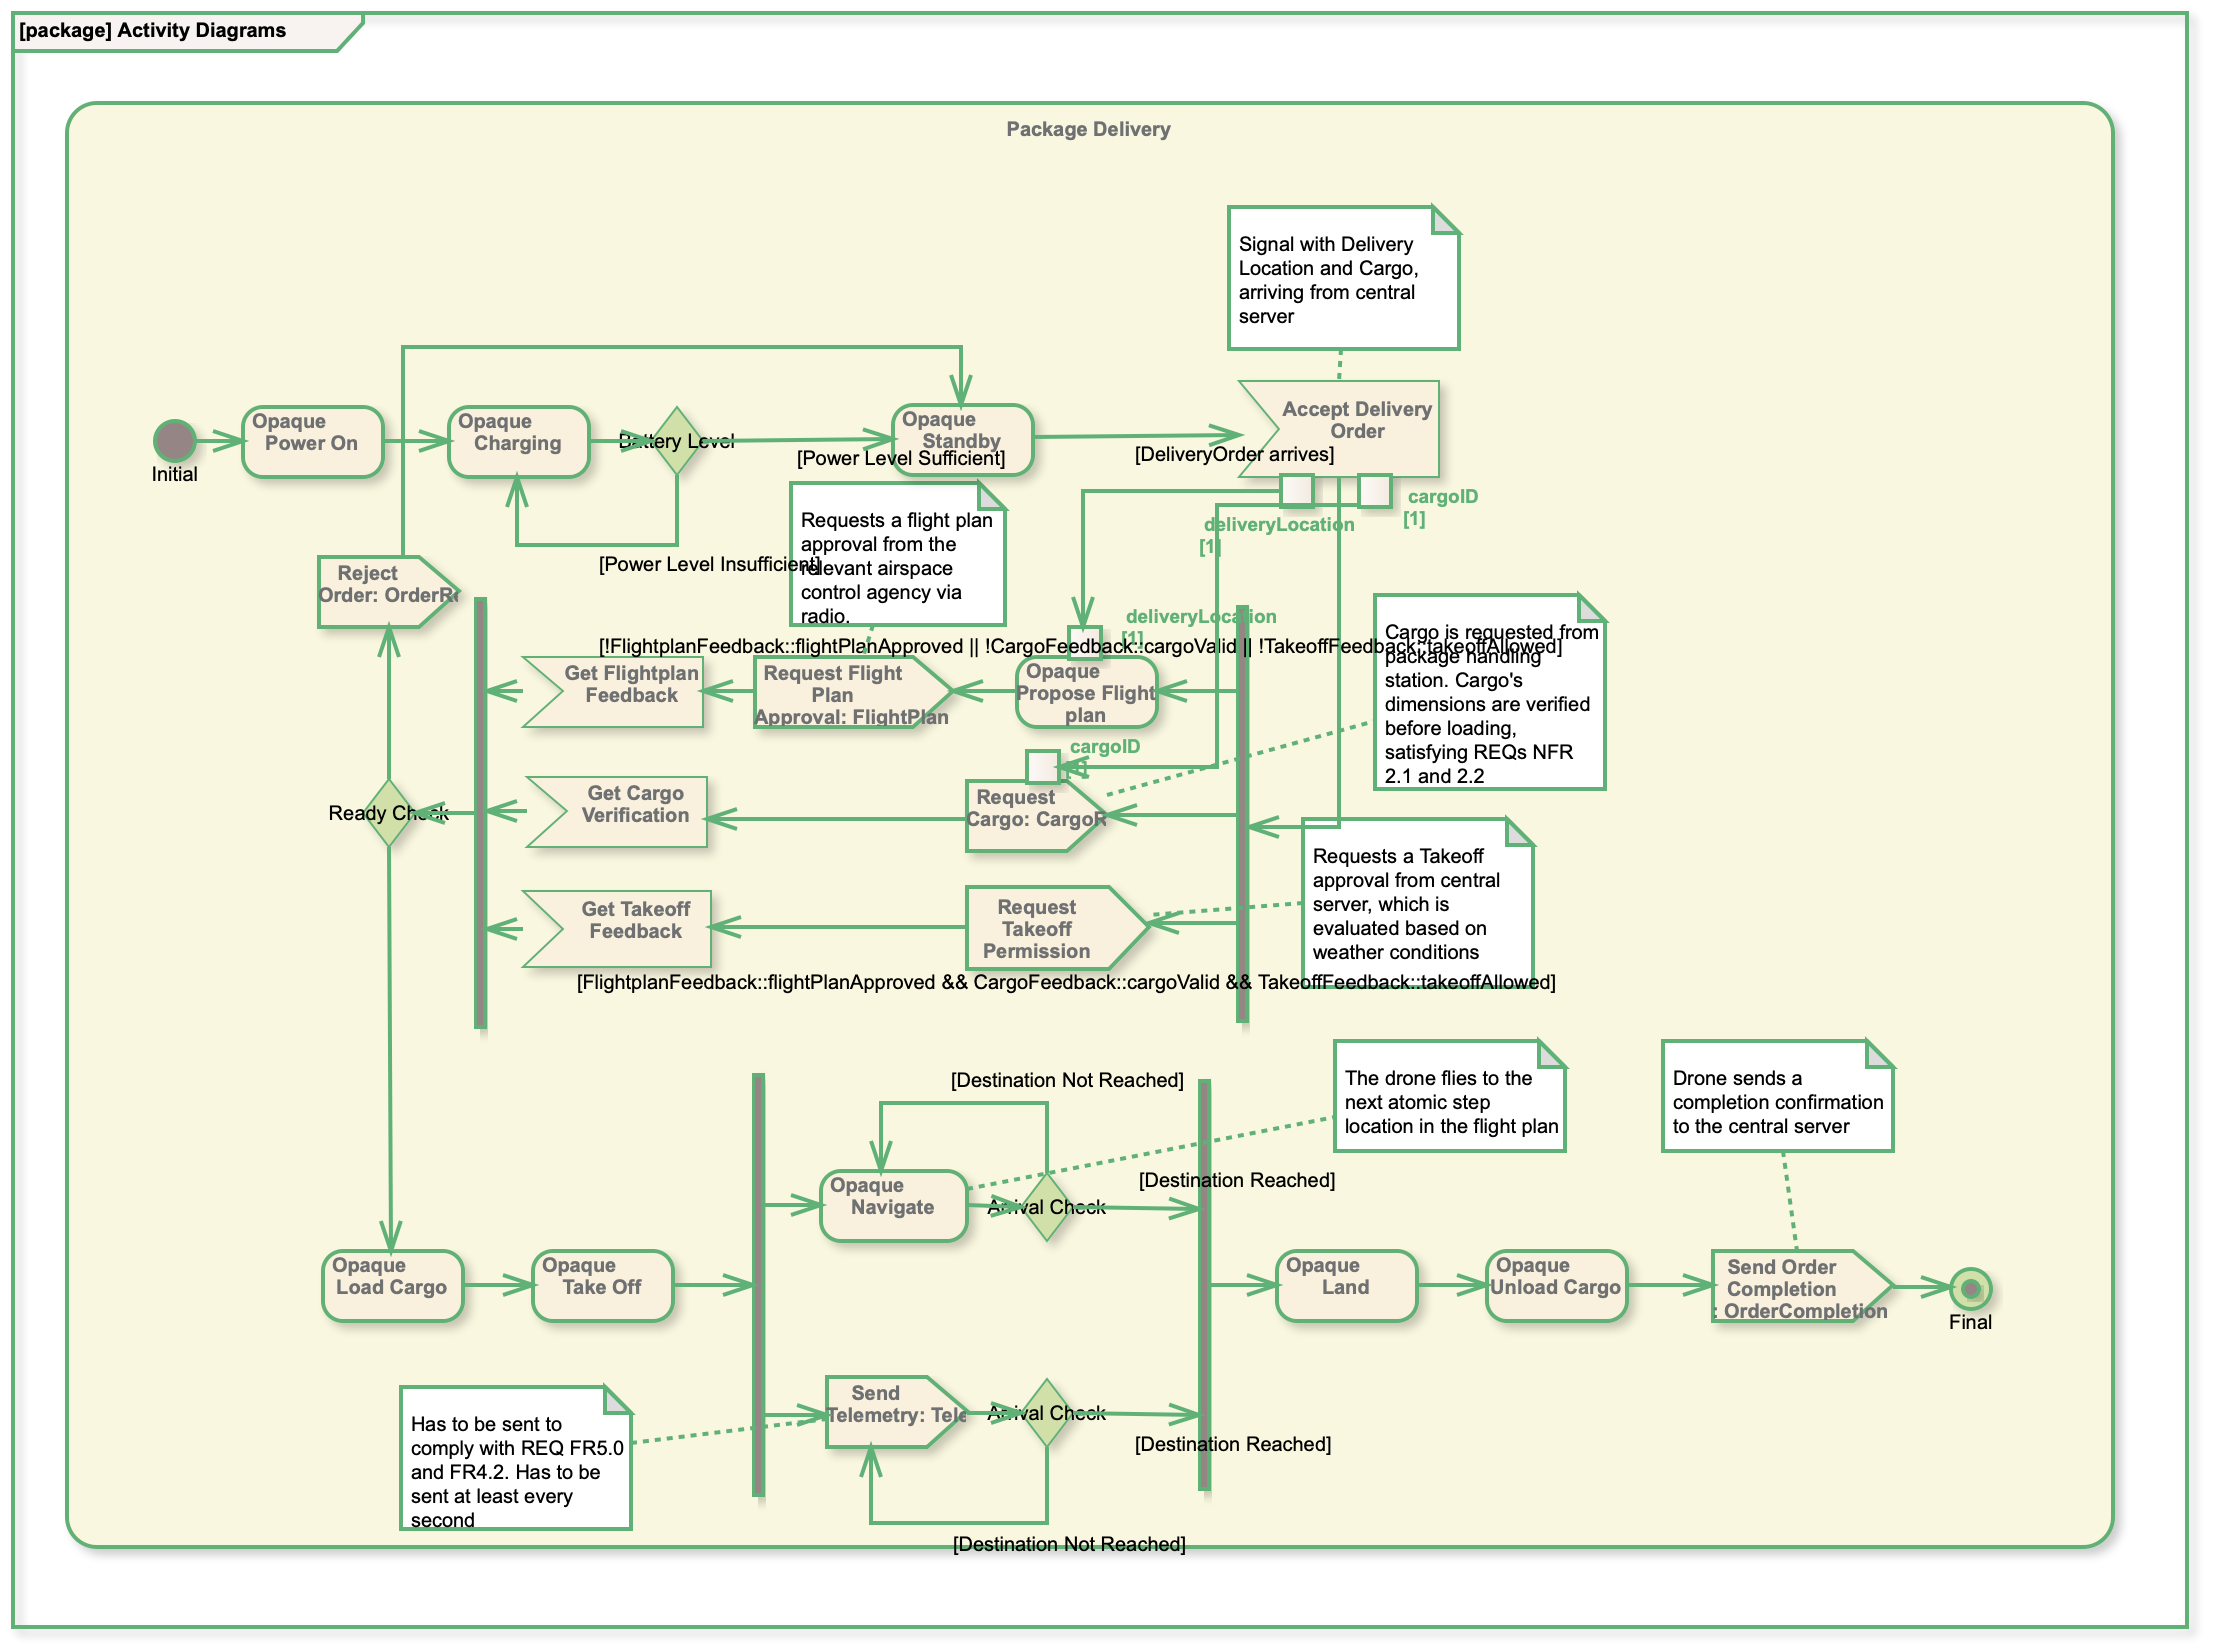 [package] Activity Diagrams
Package Delivery
Signal with Delivery
Location and Cargo,
arriving from central
server
Opaque
Power On
Opaque
Charging
Battery Level
Opaque
Standby
Accept Delivery
Order
Initial
[Power Level Sufficient]
[DeliveryOrder arrives]
cargoID
[1]
deliveryLocation
[1]
Requests a flight plan
approval from the
relevant airspace
control agency via
radio.
[Power Level Insufficient]
Reject
Order: OrderRe
deliveryLocation
[1]
[!FlightplanFeedback::flightPlanApproved || !CargoFeedback::cargoValid || !TakeoffFeedback::takeoffAllowed]
Cargo is requested from
package handling
station. Cargo's
dimensions are verified
before loading,
satisfying REQs NFR
2.1 and 2.2
Get Flightplan
Feedback
Request Flight
Plan
Approval: FlightPlan
Opaque
Propose Flight
plan
cargoID
[1]
Ready Check
Get Cargo
Verification
Request
Cargo: CargoR
Requests a Takeoff
approval from central
server, which is
evaluated based on
weather conditions
Get Takeoff
Feedback
Request
Takeoff
Permission
[FlightplanFeedback::flightPlanApproved && CargoFeedback::cargoValid && TakeoffFeedback::takeoffAllowed]
[Destination Not Reached]
The drone flies to the
next atomic step
location in the flight plan
Drone sends a
completion confirmation
to the central server
Opaque
Navigate
Arrival Check
[Destination Reached]
Opaque
Load Cargo
Opaque
Take Off
Opaque
Land
Opaque
Unload Cargo
Send Order
Completion
: OrderCompletion
Final
Send
Telemetry: Tele
Arrival Check
[Destination Reached]
Has to be sent to
comply with REQ FR5.0
and FR4.2. Has to be
sent at least every
second
[Destination Not Reached]